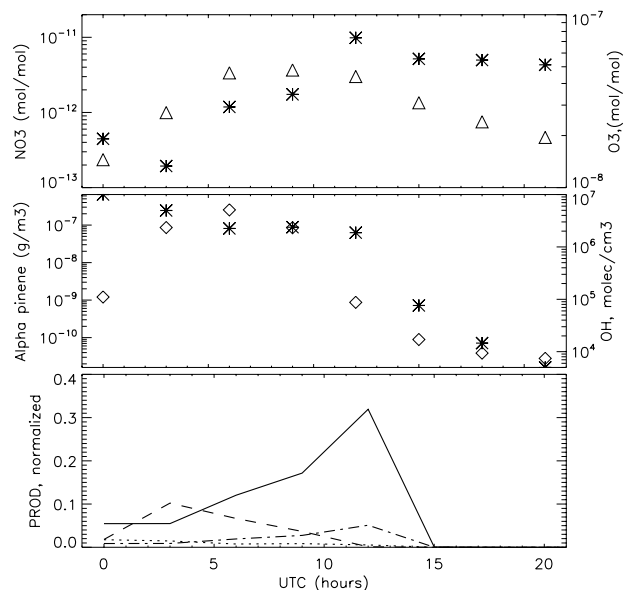 10⁻¹¹
10⁻¹²
10⁻¹³
NO3 (mol/mol)
10⁻⁷
10⁻⁸
O3,(mol/mol)
10⁻⁷
10⁻⁹
10⁻¹⁰
Alpha pinene (g/m3)
10⁷
10⁶
10⁵
10⁴
OH, molec/cm3
0.4
0.3
0.2
0.1
0.0
PROD, normalized
0 5 10 15 20
UTC (hours)